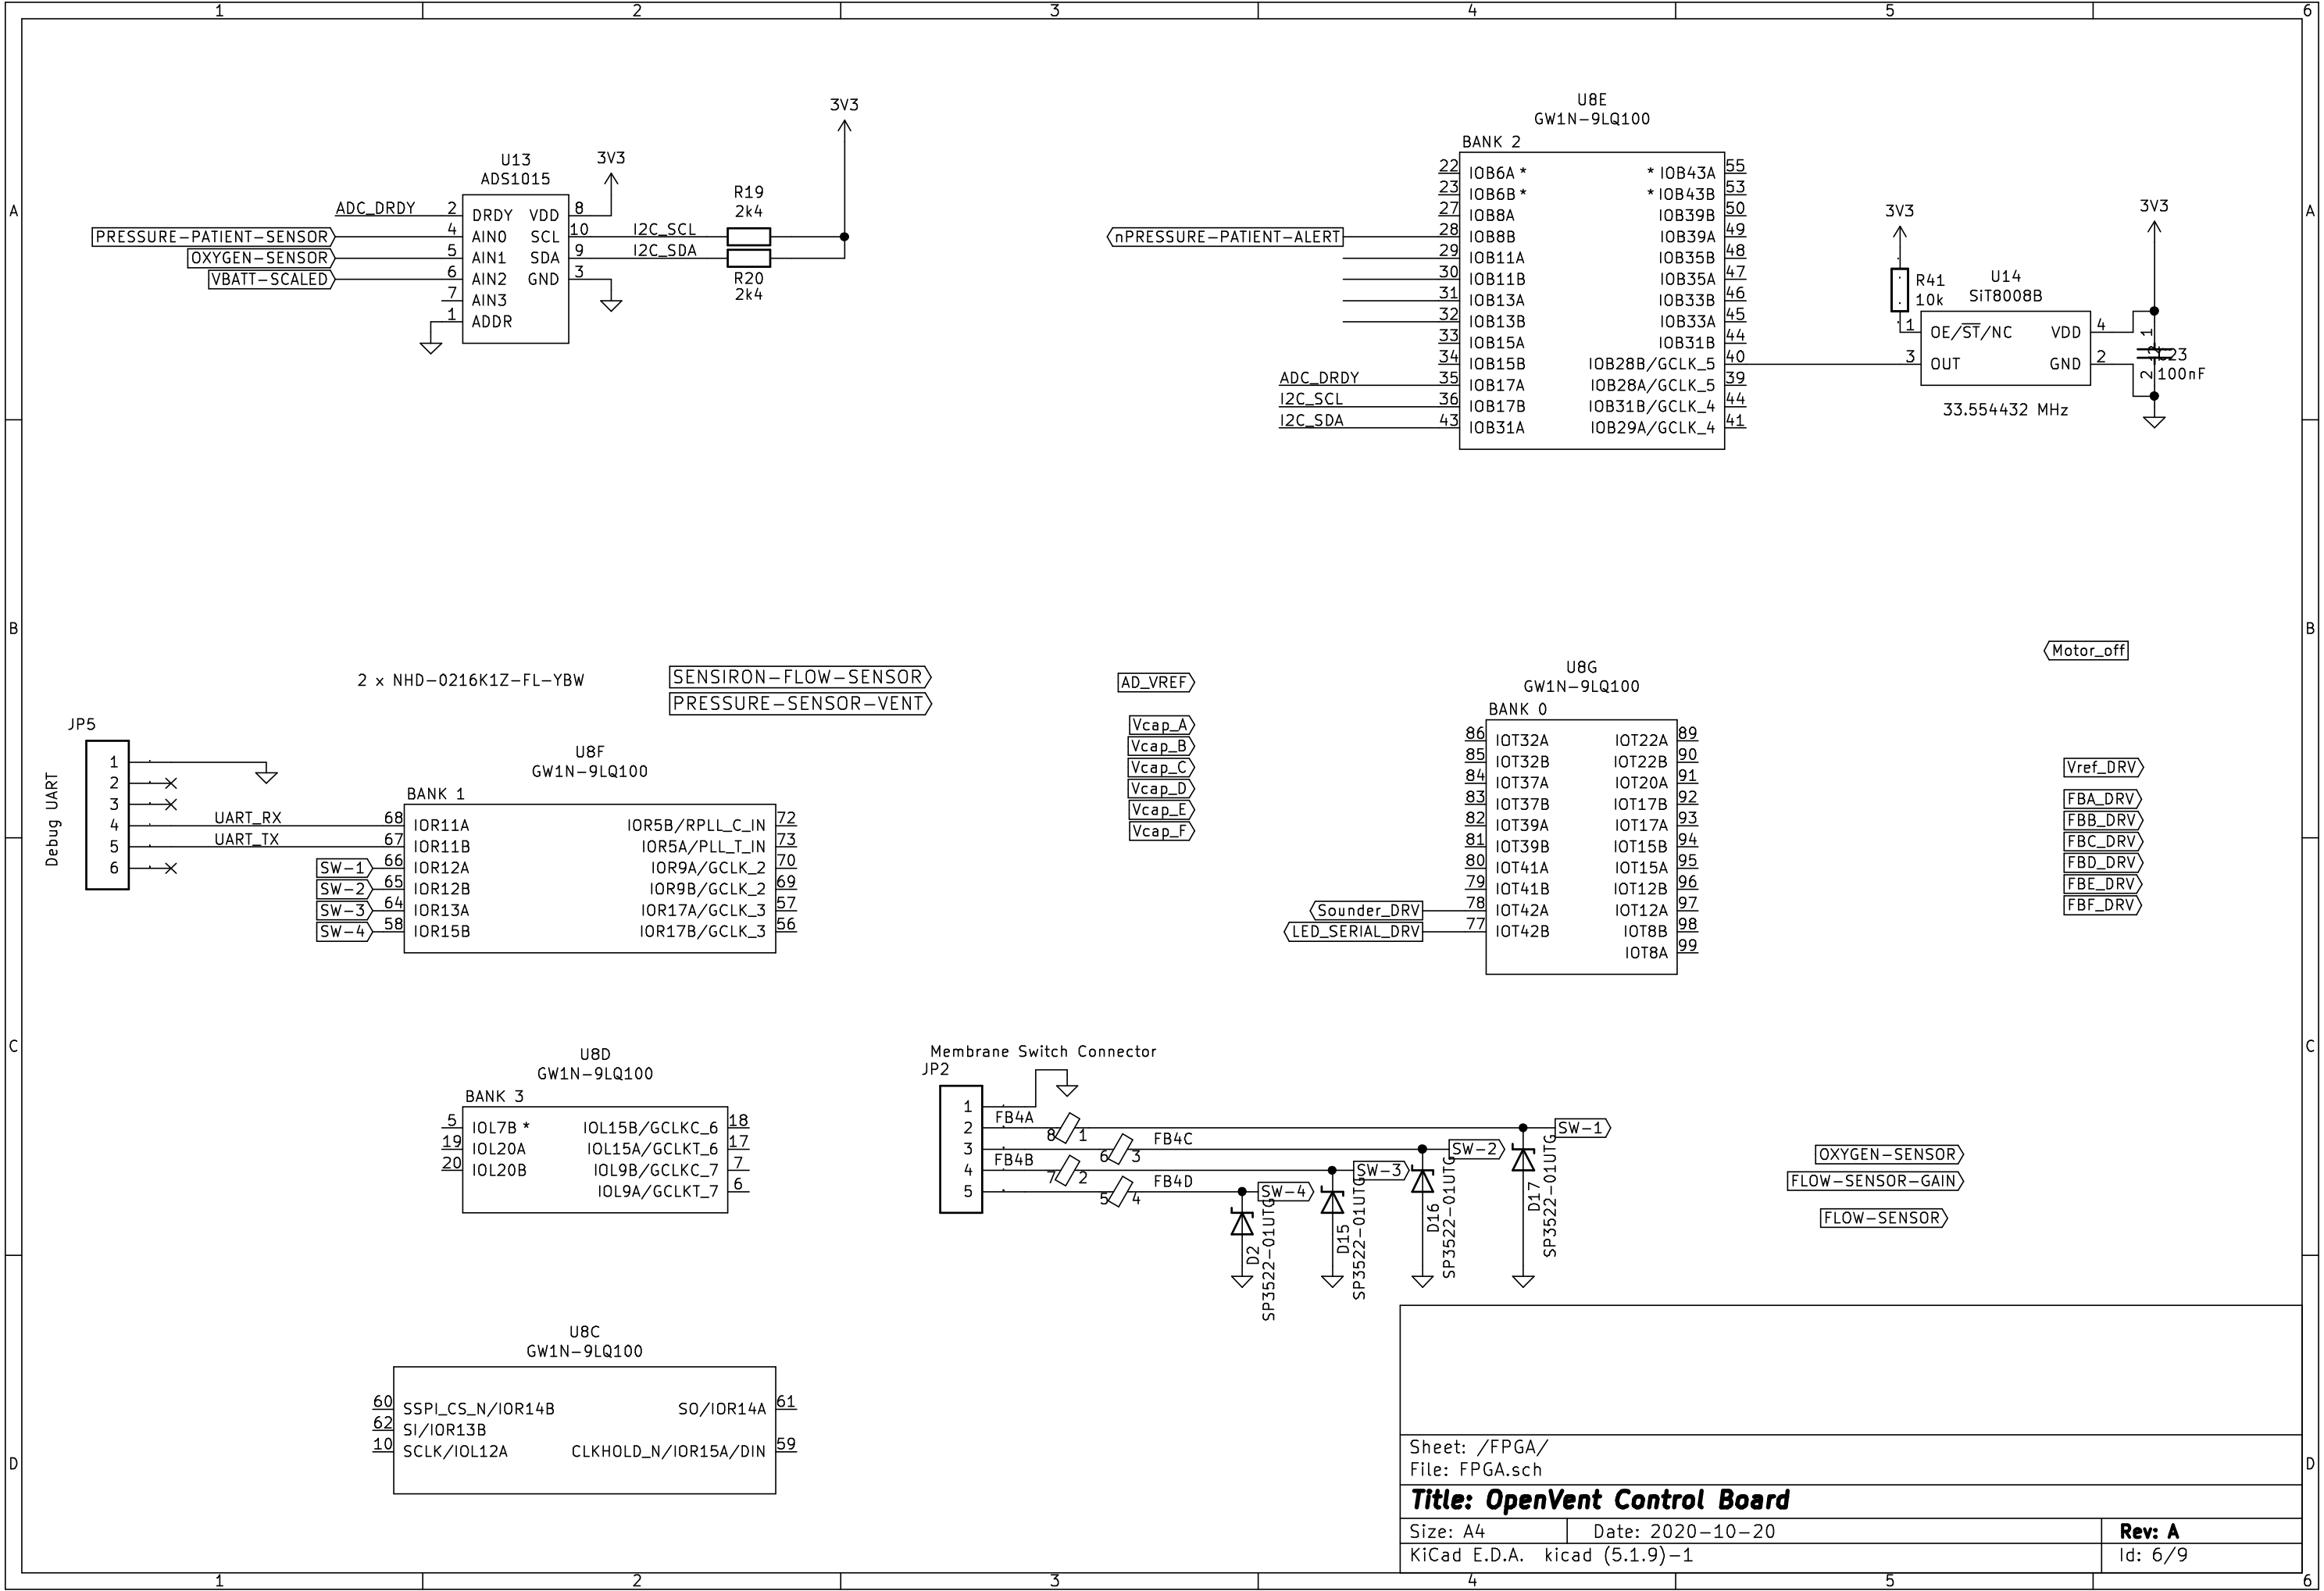 1 2 3 4 5 6
A
B
C
D
A
B
C
D
U13
ADS1015
3V3
3V3
R19
2k4
R20
2k4
ADC_DRDY
PRESSURE-PATIENT-SENSOR
OXYGEN-SENSOR
VBATT-SCALED
2 DRDY VDD 8
4 AIN0 SCL 10
5 AIN1 SDA 9
6 AIN2 GND 3
7 AIN3
1 ADDR
I2C_SCL
I2C_SDA
U8E
GW1N-9LQ100
BANK 2
22 IOB6A * * IOB43A 55
23 IOB6B * * IOB43B 53
27 IOB8A IOB39B 50
nPRESSURE-PATIENT-ALERT 28 IOB8B IOB39A 49
29 IOB11A IOB35B 48
30 IOB11B IOB35A 47
31 IOB13A IOB33B 46
32 IOB13B IOB33A 45
33 IOB15A IOB31B 44
34 IOB15B IOB28B/GCLK_5 40
ADC_DRDY 35 IOB17A IOB28A/GCLK_5 39
I2C_SCL 36 IOB17B IOB31B/GCLK_4 44
I2C_SDA 43 IOB31A IOB29A/GCLK_4 41
3V3
R41
10k
U14
SiT8008B
1 OE/ST/NC VDD 4
3 OUT GND 2
33.554432 MHz
3V3
1
2
23
100nF
2 x NHD-0216K1Z-FL-YBW
SENSIRON-FLOW-SENSOR
PRESSURE-SENSOR-VENT
AD_VREF
Vcap_A
Vcap_B
Vcap_C
Vcap_D
Vcap_E
Vcap_F
Motor_off
Vref_DRV
FBA_DRV
FBB_DRV
FBC_DRV
FBD_DRV
FBE_DRV
FBF_DRV
JP5
Debug UART
1
2
3
4
5
6
UART_RX
UART_TX
SW-1
SW-2
SW-3
SW-4
U8F
GW1N-9LQ100
BANK 1
68 IOR11A IOR5B/RPLL_C_IN 72
67 IOR11B IOR5A/PLL_T_IN 73
66 IOR12A IOR9A/GCLK_2 70
65 IOR12B IOR9B/GCLK_2 69
64 IOR13A IOR17A/GCLK_3 57
58 IOR15B IOR17B/GCLK_3 56
U8G
GW1N-9LQ100
BANK 0
86 IOT32A IOT22A 89
85 IOT32B IOT22B 90
84 IOT37A IOT20A 91
83 IOT37B IOT17B 92
82 IOT39A IOT17A 93
81 IOT39B IOT15B 94
80 IOT41A IOT15A 95
79 IOT41B IOT12B 96
Sounder_DRV 78 IOT42A IOT12A 97
LED_SERIAL_DRV 77 IOT42B IOT8B 98
IOT8A 99
U8D
GW1N-9LQ100
BANK 3
5 IOL7B * IOL15B/GCLKC_6 18
19 IOL20A IOL15A/GCLKT_6 17
20 IOL20B IOL9B/GCLKC_7 7
IOL9A/GCLKT_7 6
Membrane Switch Connector
JP2
1
2
3
4
5
FB4A 8 1 SW-1
6 3 FB4C SW-2
FB4B 7 2 SW-3
5 4 FB4D SW-4
D2
SP3522-01UTG
D15
SP3522-01UTG
D16
SP3522-01UTG
D17
SP3522-01UTG
OXYGEN-SENSOR
FLOW-SENSOR-GAIN
FLOW-SENSOR
U8C
GW1N-9LQ100
60 SSPI_CS_N/IOR14B SO/IOR14A 61
62 SI/IOR13B
10 SCLK/IOL12A CLKHOLD_N/IOR15A/DIN 59
Sheet: /FPGA/
File: FPGA.sch
Title: OpenVent Control Board
Size: A4 Date: 2020-10-20 Rev: A
KiCad E.D.A. kicad (5.1.9)-1 Id: 6/9
1 2 3 4 5 6